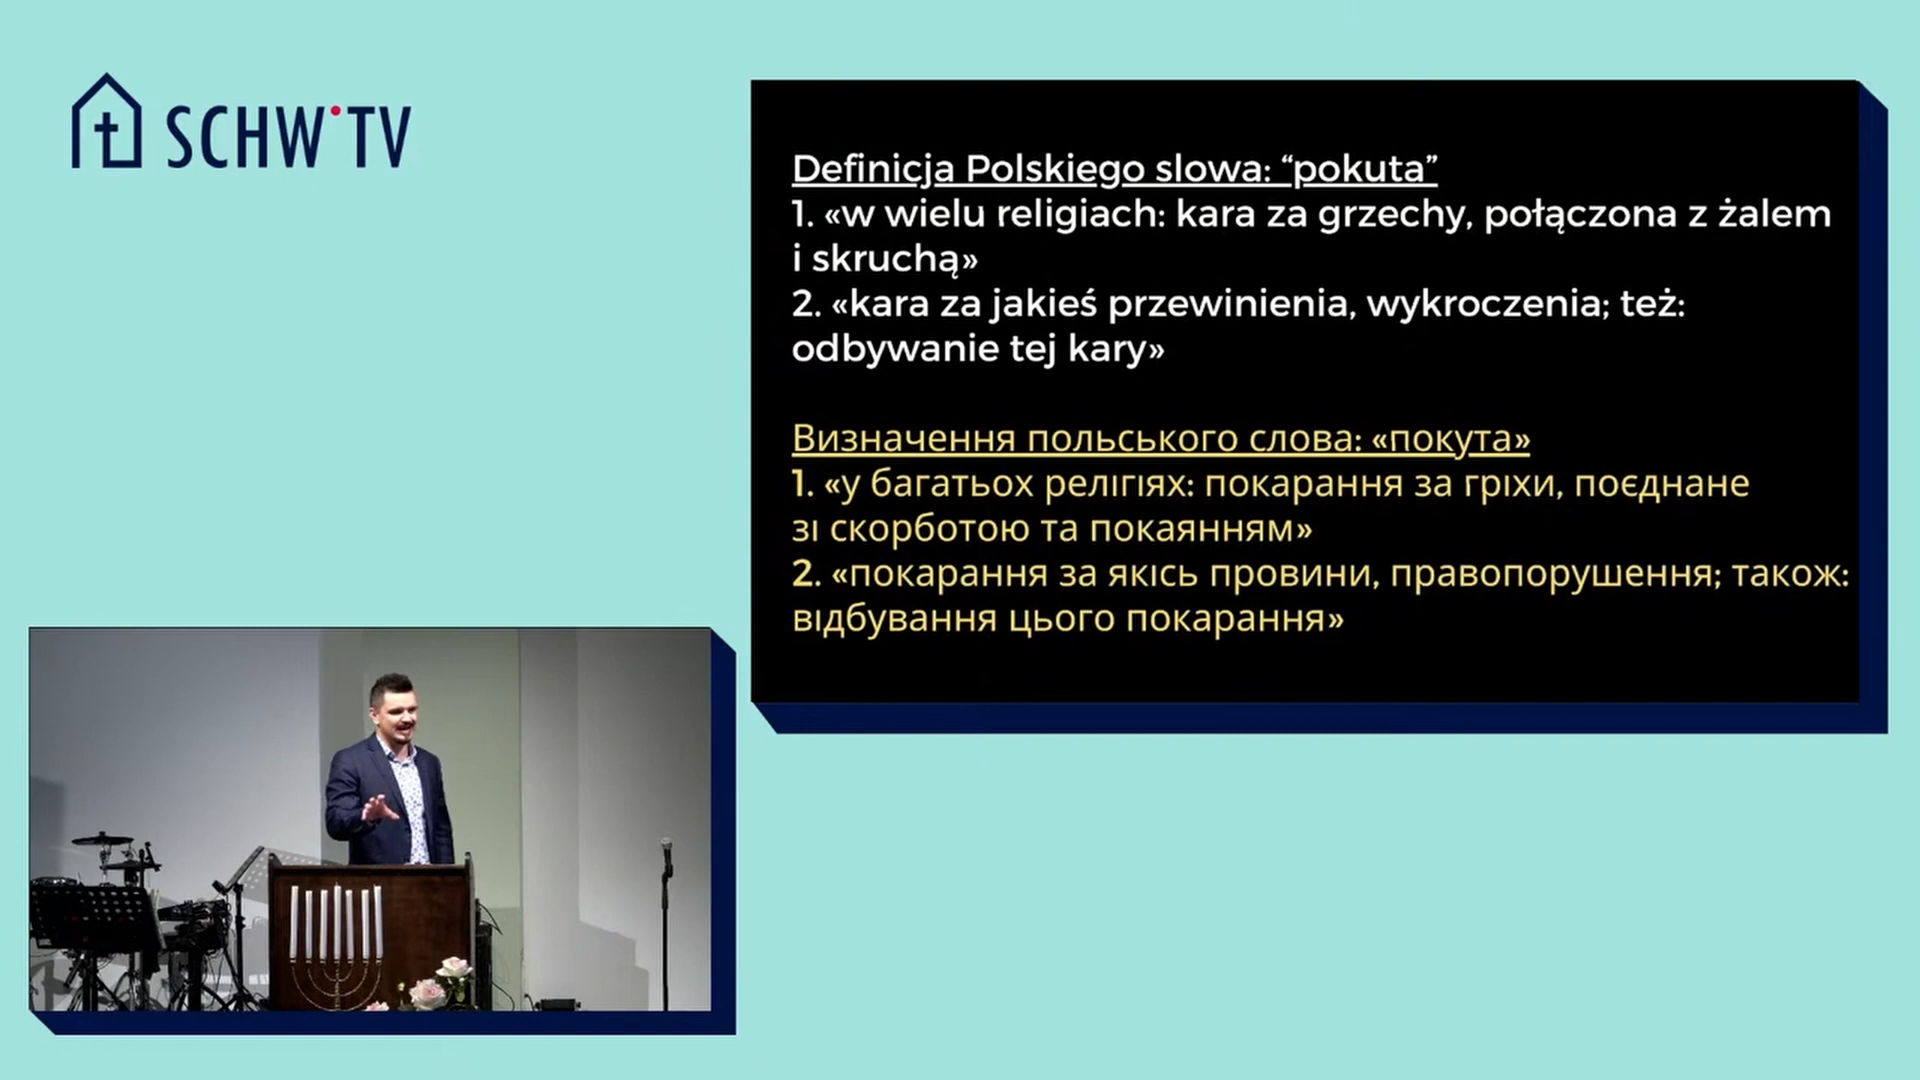 SCHW TV
Definicja Polskiego slowa: “pokuta”
1. «w wielu religiach: kara za grzechy, połączona z żalem
i skruchą»
2. «kara za jakieś przewinienia, wykroczenia; też:
odbywanie tej kary»
Визначення польського слова: «покута»
1. «у багатьох релігіях: покарання за гріхи, поєднане
зі скорботою та покаянням»
2. «покарання за якісь провини, правопорушення; також:
відбування цього покарання»